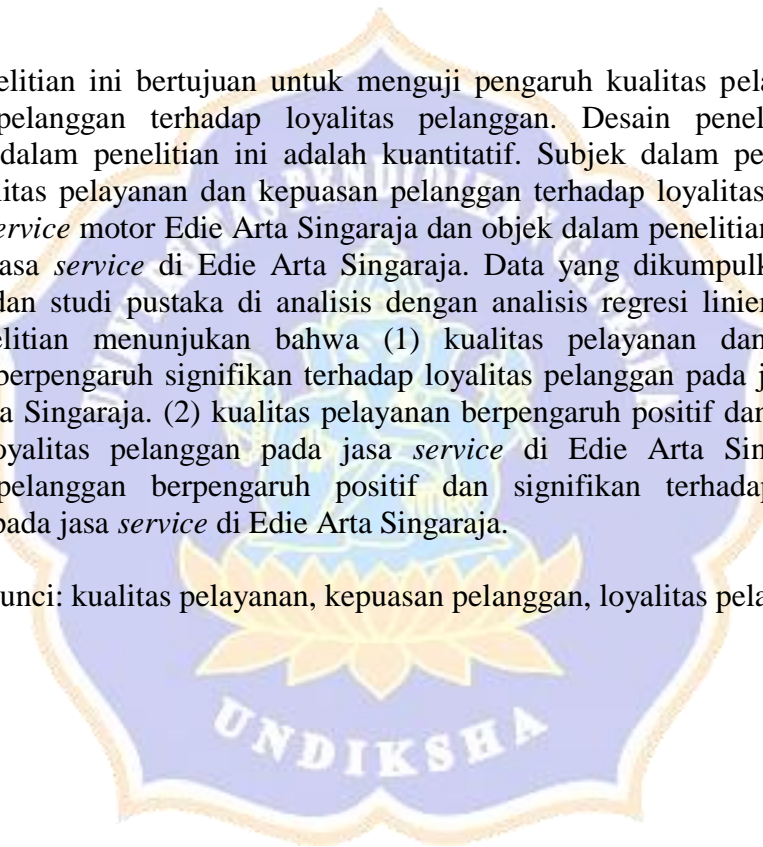 elitian ini bertujuan untuk menguji pengaruh kualitas pela
pelanggan terhadap loyalitas pelanggan. Desain penel
dalam penelitian ini adalah kuantitatif. Subjek dalam pe
litas pelayanan dan kepuasan pelanggan terhadap loyalitas
ervice motor Edie Arta Singaraja dan objek dalam penelitian
asa service di Edie Arta Singaraja. Data yang dikumpulk
dan studi pustaka di analisis dengan analisis regresi linier
elitian menunjukan bahwa (1) kualitas pelayanan dan
berpengaruh signifikan terhadap loyalitas pelanggan pada j
a Singaraja. (2) kualitas pelayanan berpengaruh positif dan
oyalitas pelanggan pada jasa service di Edie Arta Sin
pelanggan berpengaruh positif dan signifikan terhadap
pada jasa service di Edie Arta Singaraja.
unci: kualitas pelayanan, kepuasan pelanggan, loyalitas pela
UNDIKSHA